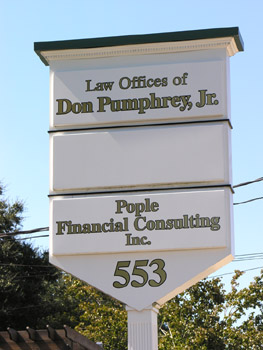 Law Offices of
Don Pumphrey, Jr.
Pople
Financial Consulting
Inc.
553